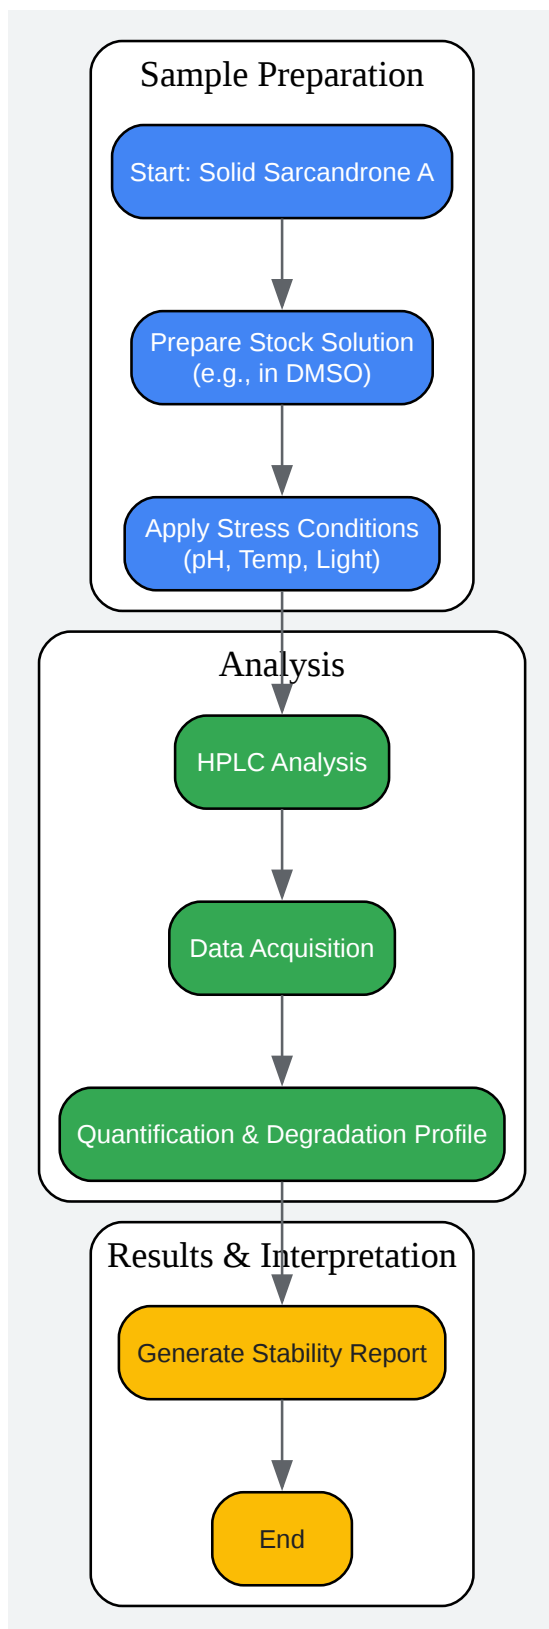 Sample Preparation
Start: Solid Sarcandrone A
Prepare Stock Solution
(e.g., in DMSO)
Apply Stress Conditions
(pH, Temp, Light)
Analysis
HPLC Analysis
Data Acquisition
Quantification & Degradation Profile
Results & Interpretation
Generate Stability Report
End